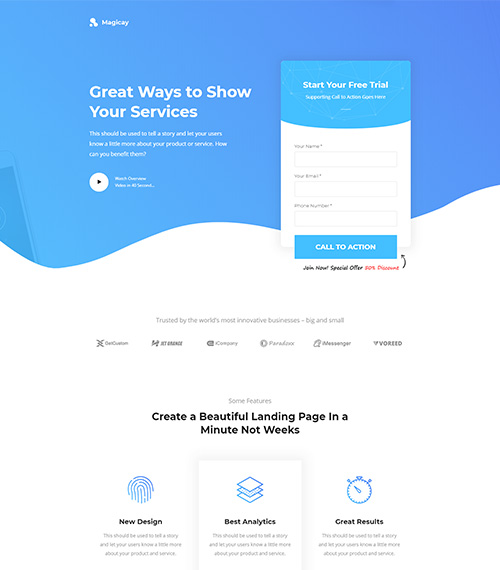 Magicay
Great Ways to Show
Your Services
This should be used to tell a story and let your users
know a little more about your product or service. How
can you benefit them?
Watch Overview
Video in 40 Second...
Start Your Free Trial
Supporting Call to Action Goes Here
Your Name *
Your Email *
Phone Number *
CALL TO ACTION
Join Now! Special Offer 50% Discount
Trusted by the world's most innovative businesses – big and small
GetCustom
JET ORANGE
iCompany
Paradoxx
iMessenger
VOREED
Some Features
Create a Beautiful Landing Page In a
Minute Not Weeks
New Design
This should be used to tell a story
and let your users know a little more
about your product and service.
Best Analytics
This should be used to tell a story
and let your users know a little more
about your product and service.
Great Results
This should be used to tell a story
and let your users know a little more
about your product and service.